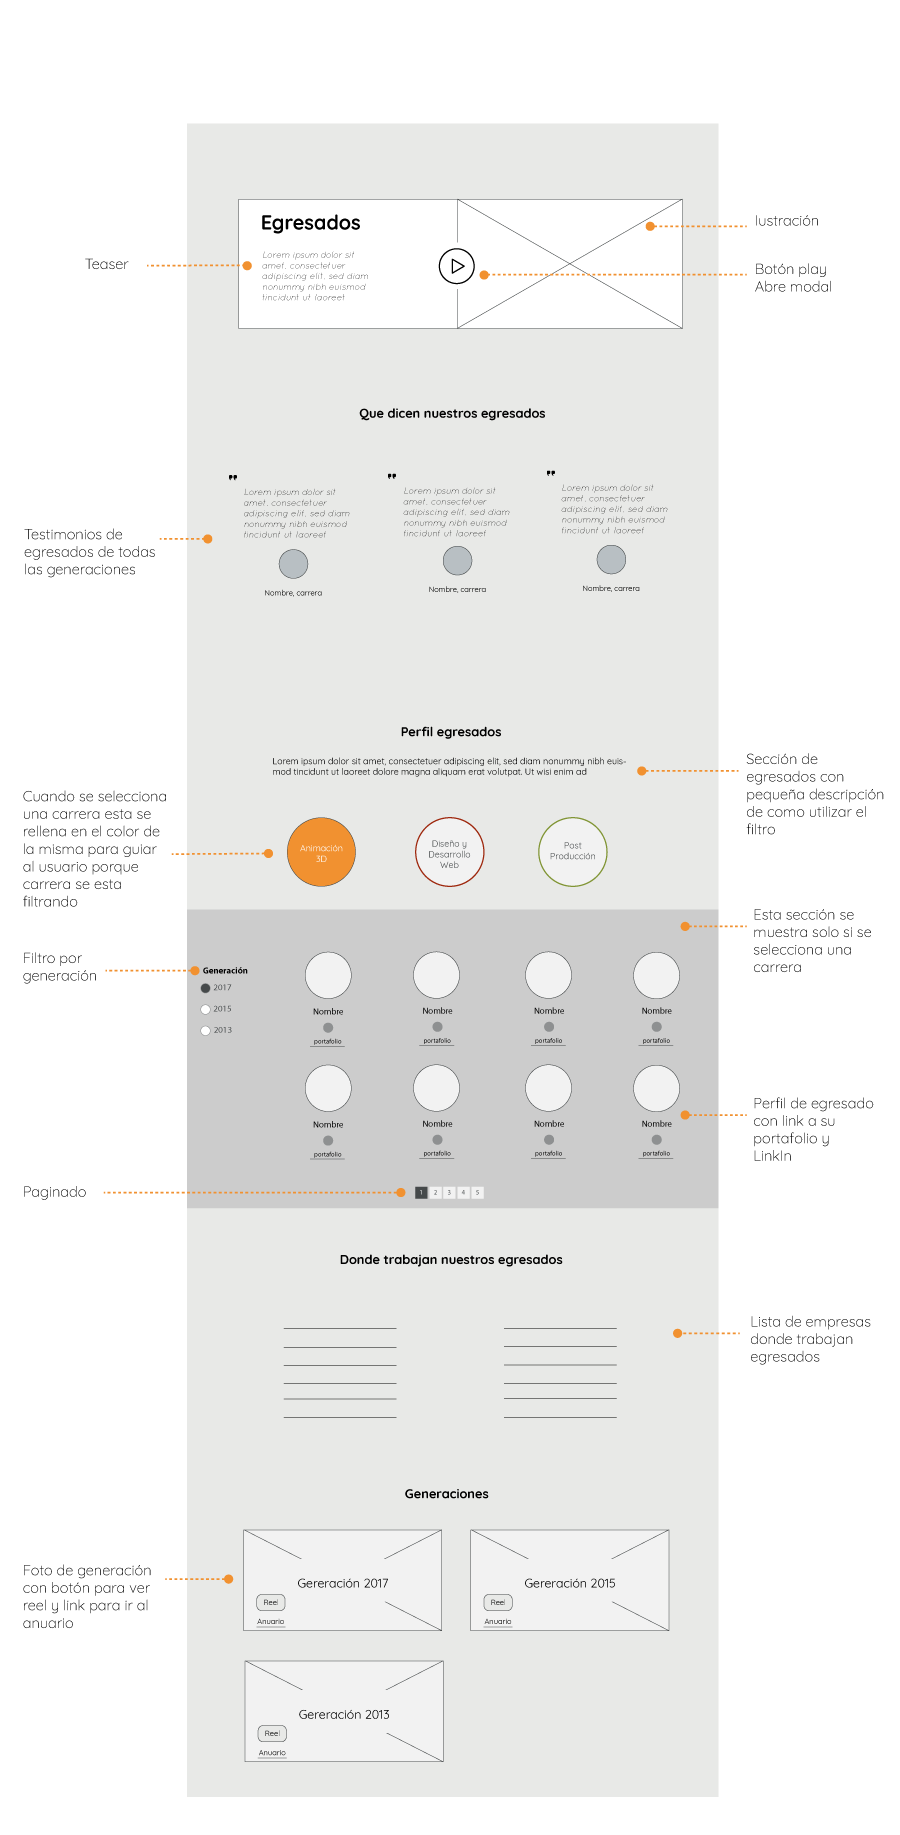 Egresados
Lorem ipsum dolor sit
amet, consectetuer
adipiscing elit, sed diam
nonummy nibh euismod
tincidunt ut laoreet
Teaser
lustración
Botón play
Abre modal
Que dicen nuestros egresados
"
Lorem ipsum dolor sit
amet, consectetuer
adipiscing elit, sed diam
nonummy nibh euismod
tincidunt ut laoreet
Nombre, carrera
"
Lorem ipsum dolor sit
amet, consectetuer
adipiscing elit, sed diam
nonummy nibh euismod
tincidunt ut laoreet
Nombre, carrera
"
Lorem ipsum dolor sit
amet, consectetuer
adipiscing elit, sed diam
nonummy nibh euismod
tincidunt ut laoreet
Nombre, carrera
Testimonios de
egresados de todas
las generaciones
Perfil egresados
Lorem ipsum dolor sit amet, consectetuer adipiscing elit, sed diam nonummy nibh euis-
mod tincidunt ut laoreet dolore magna aliquam erat volutpat. Ut wisi enim ad
Sección de
egresados con
pequeña descripción
de como utilizar el
filtro
Cuando se selecciona
una carrera esta se
rellena en el color de
la misma para guiar
al usuario porque
carrera se esta
filtrando
Animación
3D
Diseño y
Desarrollo
Web
Post
Producción
Esta sección se
muestra solo si se
selecciona una
carrera
Filtro por
generación
Generación
2017
2015
2013
Nombre
portafolio
Nombre
portafolio
Nombre
portafolio
Nombre
portafolio
Nombre
portafolio
Nombre
portafolio
Nombre
portafolio
Nombre
portafolio
Perfil de egresado
con link a su
portafolio y
LinkIn
Paginado
1 2 3 4 5
Donde trabajan nuestros egresados
Lista de empresas
donde trabajan
egresados
Generaciones
Foto de generación
con botón para ver
reel y link para ir al
anuario
Gereración 2017
Reel
Anuario
Gereración 2015
Reel
Anuario
Gereración 2013
Reel
Anuario